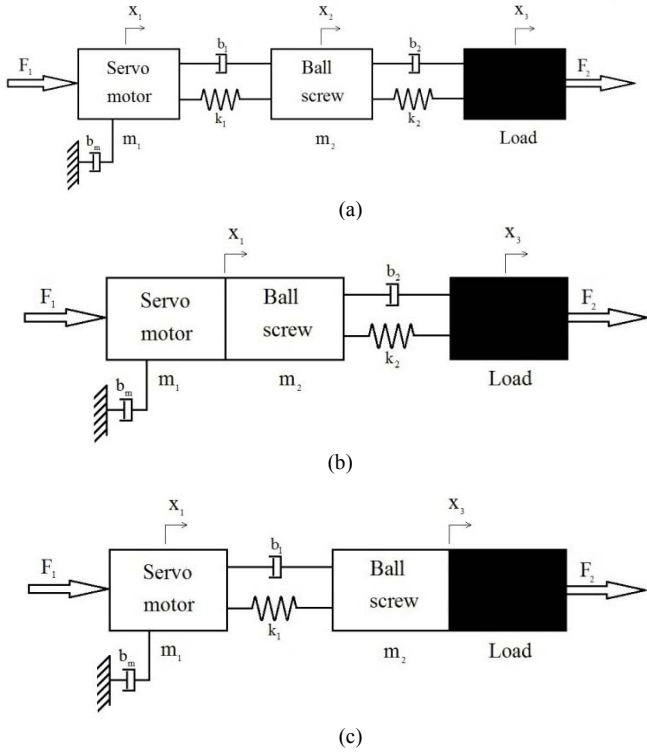 x₁ x₂ x₃
F₁ Servo motor b₁ k₁ Ball screw b₂ k₂ F₂
bₘ m₁ m₂ Load
(a)
x₁ x₃
F₁ Servo motor Ball screw b₂ k₂ F₂
bₘ m₁ m₂ Load
(b)
x₁ x₃
F₁ Servo motor b₁ k₁ Ball screw F₂
bₘ m₁ m₂ Load
(c)